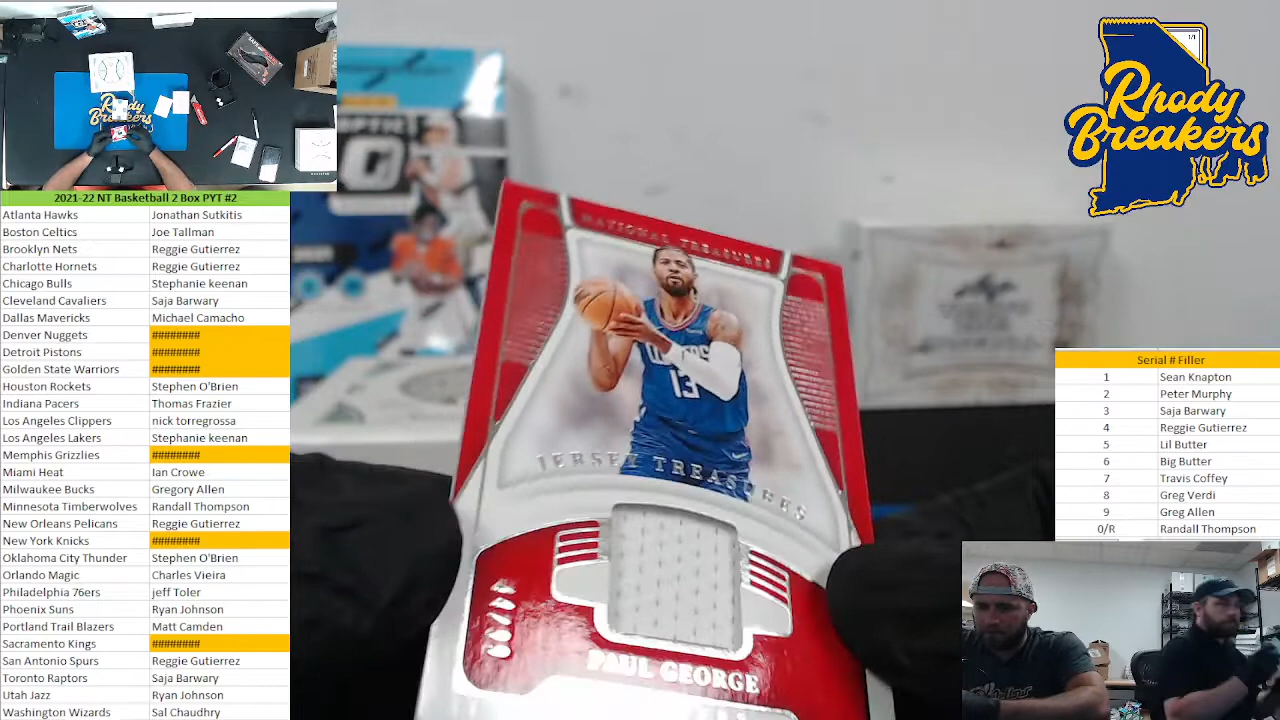 Rhody
Breakers
1/1
2021-22 NT Basketball 2 Box PYT #2
Atlanta Hawks Jonathan Sutkitis
Boston Celtics Joe Tallman
Brooklyn Nets Reggie Gutierrez
Charlotte Hornets Reggie Gutierrez
Chicago Bulls Stephanie keenan
Cleveland Cavaliers Saja Barwary
Dallas Mavericks Michael Camacho
Denver Nuggets ########
Detroit Pistons ########
Golden State Warriors ########
Houston Rockets Stephen O'Brien
Indiana Pacers Thomas Frazier
Los Angeles Clippers nick torregrossa
Los Angeles Lakers Stephanie keenan
Memphis Grizzlies ########
Miami Heat Ian Crowe
Milwaukee Bucks Gregory Allen
Minnesota Timberwolves Randall Thompson
New Orleans Pelicans Reggie Gutierrez
New York Knicks ########
Oklahoma City Thunder Stephen O'Brien
Orlando Magic Charles Vieira
Philadelphia 76ers jeff Toler
Phoenix Suns Ryan Johnson
Portland Trail Blazers Matt Camden
Sacramento Kings ########
San Antonio Spurs Reggie Gutierrez
Toronto Raptors Saja Barwary
Utah Jazz Ryan Johnson
Washington Wizards Sal Chaudhry
NATIONAL TREASURES
13
JERSEY TREASURES
PAUL GEORGE
Rhody
Breakers
Serial # Filler
1 Sean Knapton
2 Peter Murphy
3 Saja Barwary
4 Reggie Gutierrez
5 Lil Butter
6 Big Butter
7 Travis Coffey
8 Greg Verdi
9 Greg Allen
0/R Randall Thompson